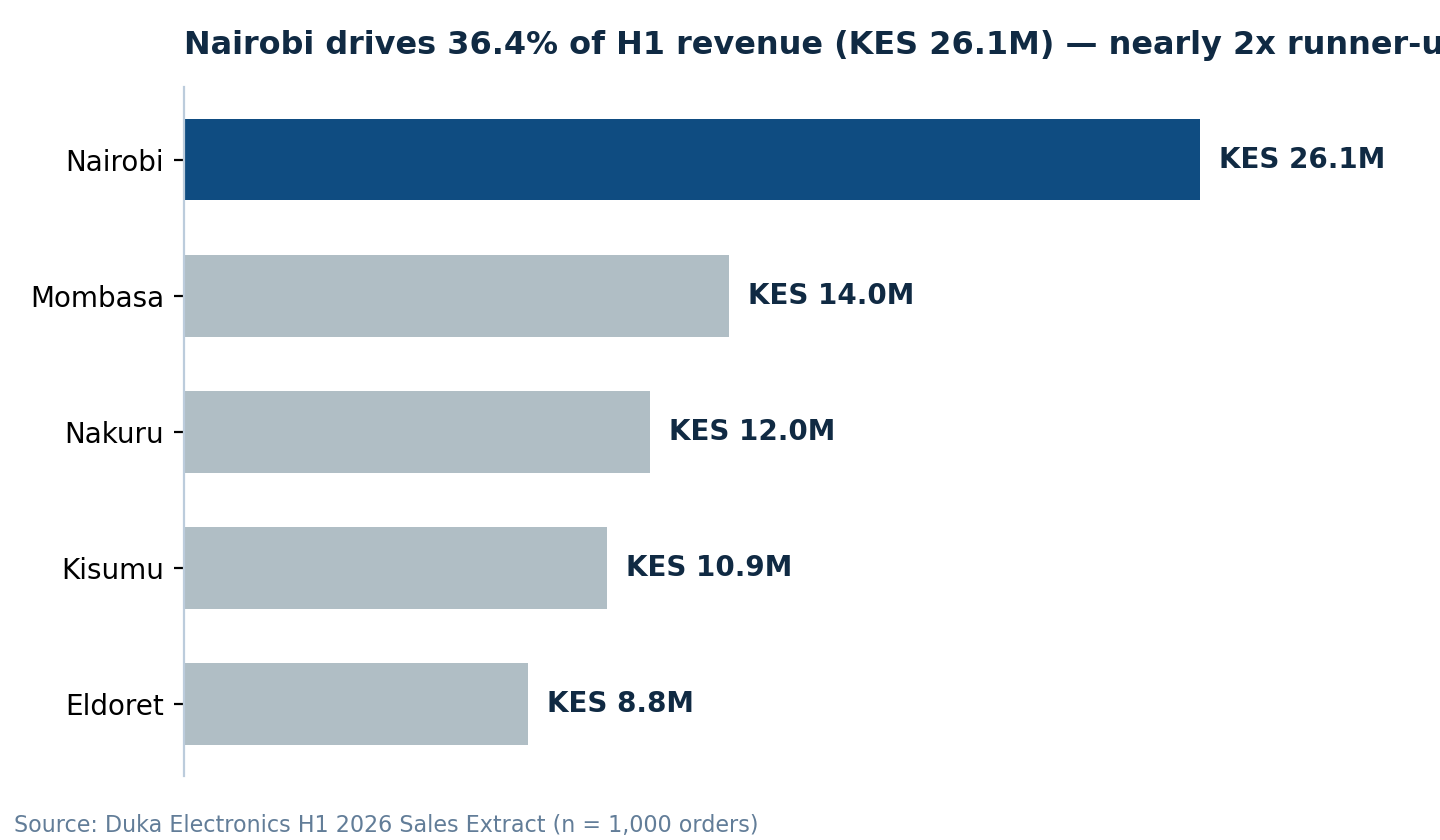 Nairobi drives 36.4% of H1 revenue (KES 26.1M) — nearly 2x runner-u
Nairobi KES 26.1M
Mombasa KES 14.0M
Nakuru KES 12.0M
Kisumu KES 10.9M
Eldoret KES 8.8M
Source: Duka Electronics H1 2026 Sales Extract (n = 1,000 orders)